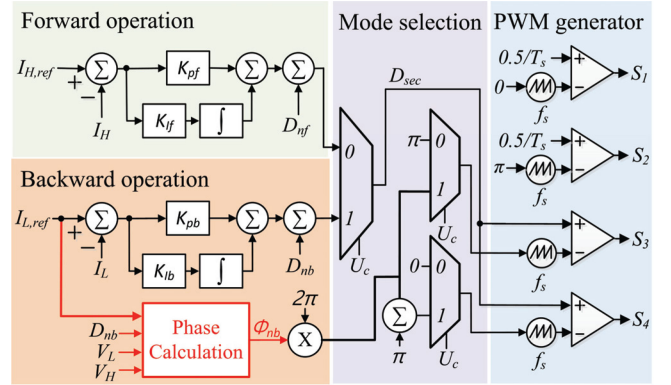 Forward operation
Mode selection
PWM generator
I_H,ref
+
−
Σ
I_H
K_pf
K_If
∫
Σ
Σ
D_nf
0
1
U_c
D_sec
π
0
1
U_c
0
0
1
U_c
Σ
π
0.5/T_s
0
f_s
+
−
S_1
0.5/T_s
π
f_s
+
−
S_2
f_s
+
−
S_3
f_s
+
−
S_4
Backward operation
I_L,ref
+
−
Σ
I_L
K_pb
K_Ib
∫
Σ
Σ
D_nb
D_nb
V_L
V_H
Phase
Calculation
Φ_nb
2π
X